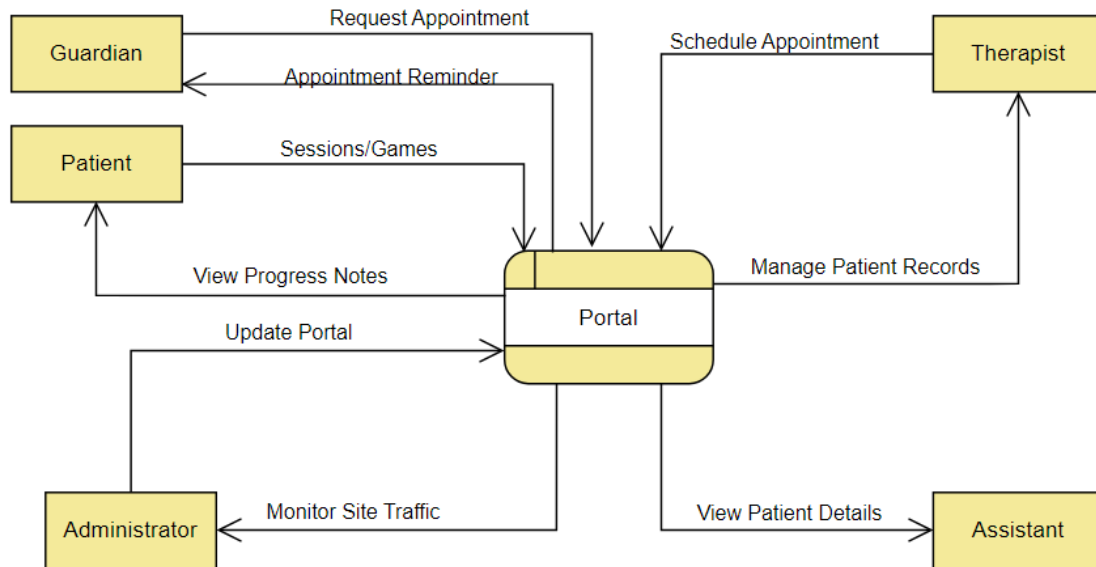 Request Appointment
Guardian
Schedule Appointment
Therapist
Appointment Reminder
Patient
Sessions/Games
View Progress Notes
Manage Patient Records
Portal
Update Portal
Administrator
Monitor Site Traffic
View Patient Details
Assistant